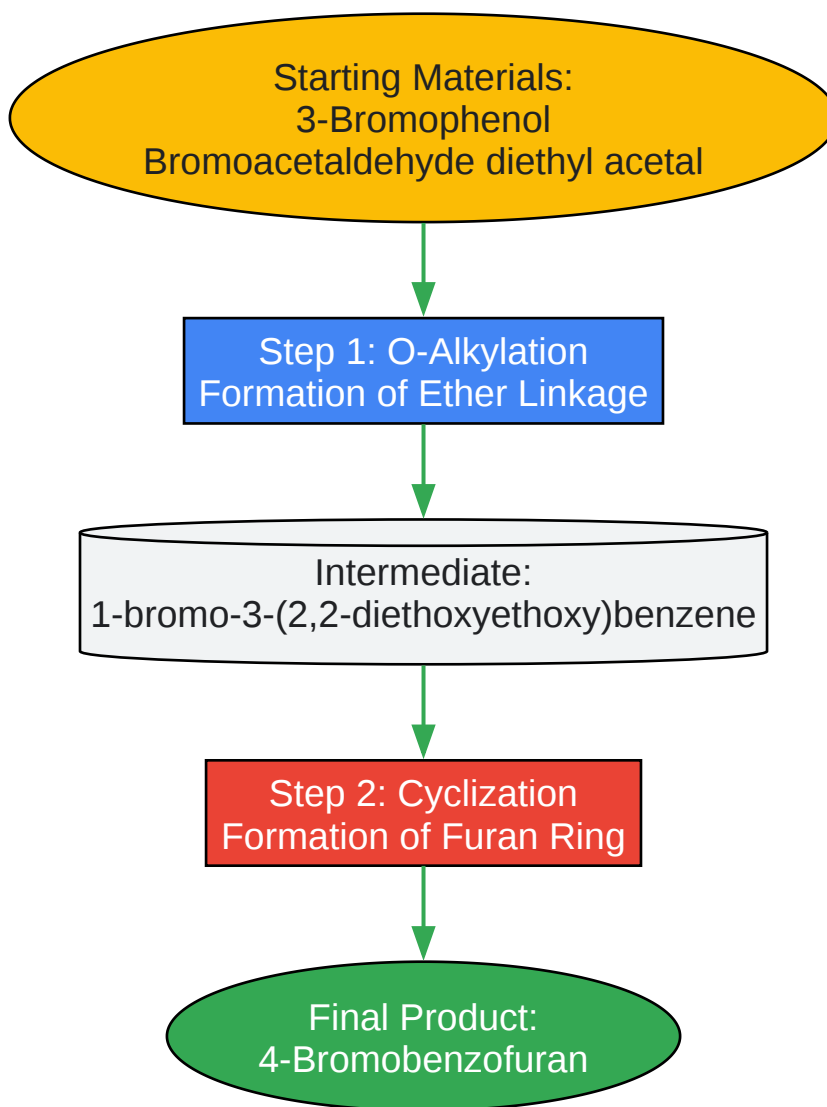 Starting Materials:
3-Bromophenol
Bromoacetaldehyde diethyl acetal
Step 1: O-Alkylation
Formation of Ether Linkage
Intermediate:
1-bromo-3-(2,2-diethoxyethoxy)benzene
Step 2: Cyclization
Formation of Furan Ring
Final Product:
4-Bromobenzofuran